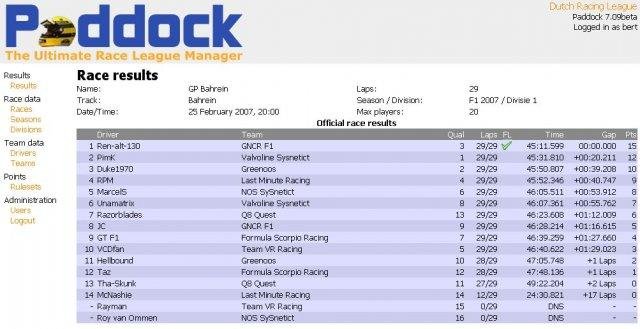 Dutch Racing League
Paddock 7.09beta
Logged in as bert
Paddock
The Ultimate Race League Manager
Results
Results
Race data
Races
Seasons
Divisions
Team data
Drivers
Teams
Points
Rulesets
Administration
Users
Logout
Race results
Name: GP Bahrein Laps: 29
Track: Bahrein Season / Division: F1 2007 / Divisie 1
Date/Time: 25 February 2007, 20:00 Max players: 20
Official race results
Driver Team Qual Laps FL Time Gap Pts
1 Ren-alt-130 GNCR F1 3 29/29 45:11.599 00:00.000 15
2 PimK Valvoline Sysnetict 1 29/29 45:31.810 +00:20.211 12
3 Duke1970 Greenoos 2 29/29 45:50.807 +00:39.208 10
4 RPM Last Minute Racing 4 29/29 45:52.346 +00:40.747 9
5 MarcelS NOS SySnetict 6 29/29 46:05.511 +00:53.912 8
6 Unamatrix Valvoline Sysnetict 8 29/29 46:07.361 +00:55.762 7
7 Razorblades Q8 Quest 13 29/29 46:23.608 +01:12.009 6
8 JC GNCR F1 9 29/29 46:28.214 +01:16.615 5
9 GT F1 Formula Scorpio Racing 7 29/29 46:39.259 +01:27.660 4
10 VCDfan Team VR Racing 5 29/29 46:40.622 +01:29.023 3
11 Hellbound Greenoos 10 28/29 47:05.748 +1 Laps 2
12 Taz Formula Scorpio Racing 12 28/29 47:48.136 +1 Laps 1
13 Tha-Skunk Q8 Quest 11 27/29 49:22.204 +2 Laps 0
14 McNashie Last Minute Racing 14 12/29 24:30.821 +17 Laps 0
- Rayman Team VR Racing 15 0/29 DNS - -
- Roy van Ommen NOS SySnetict 16 0/29 DNS - -